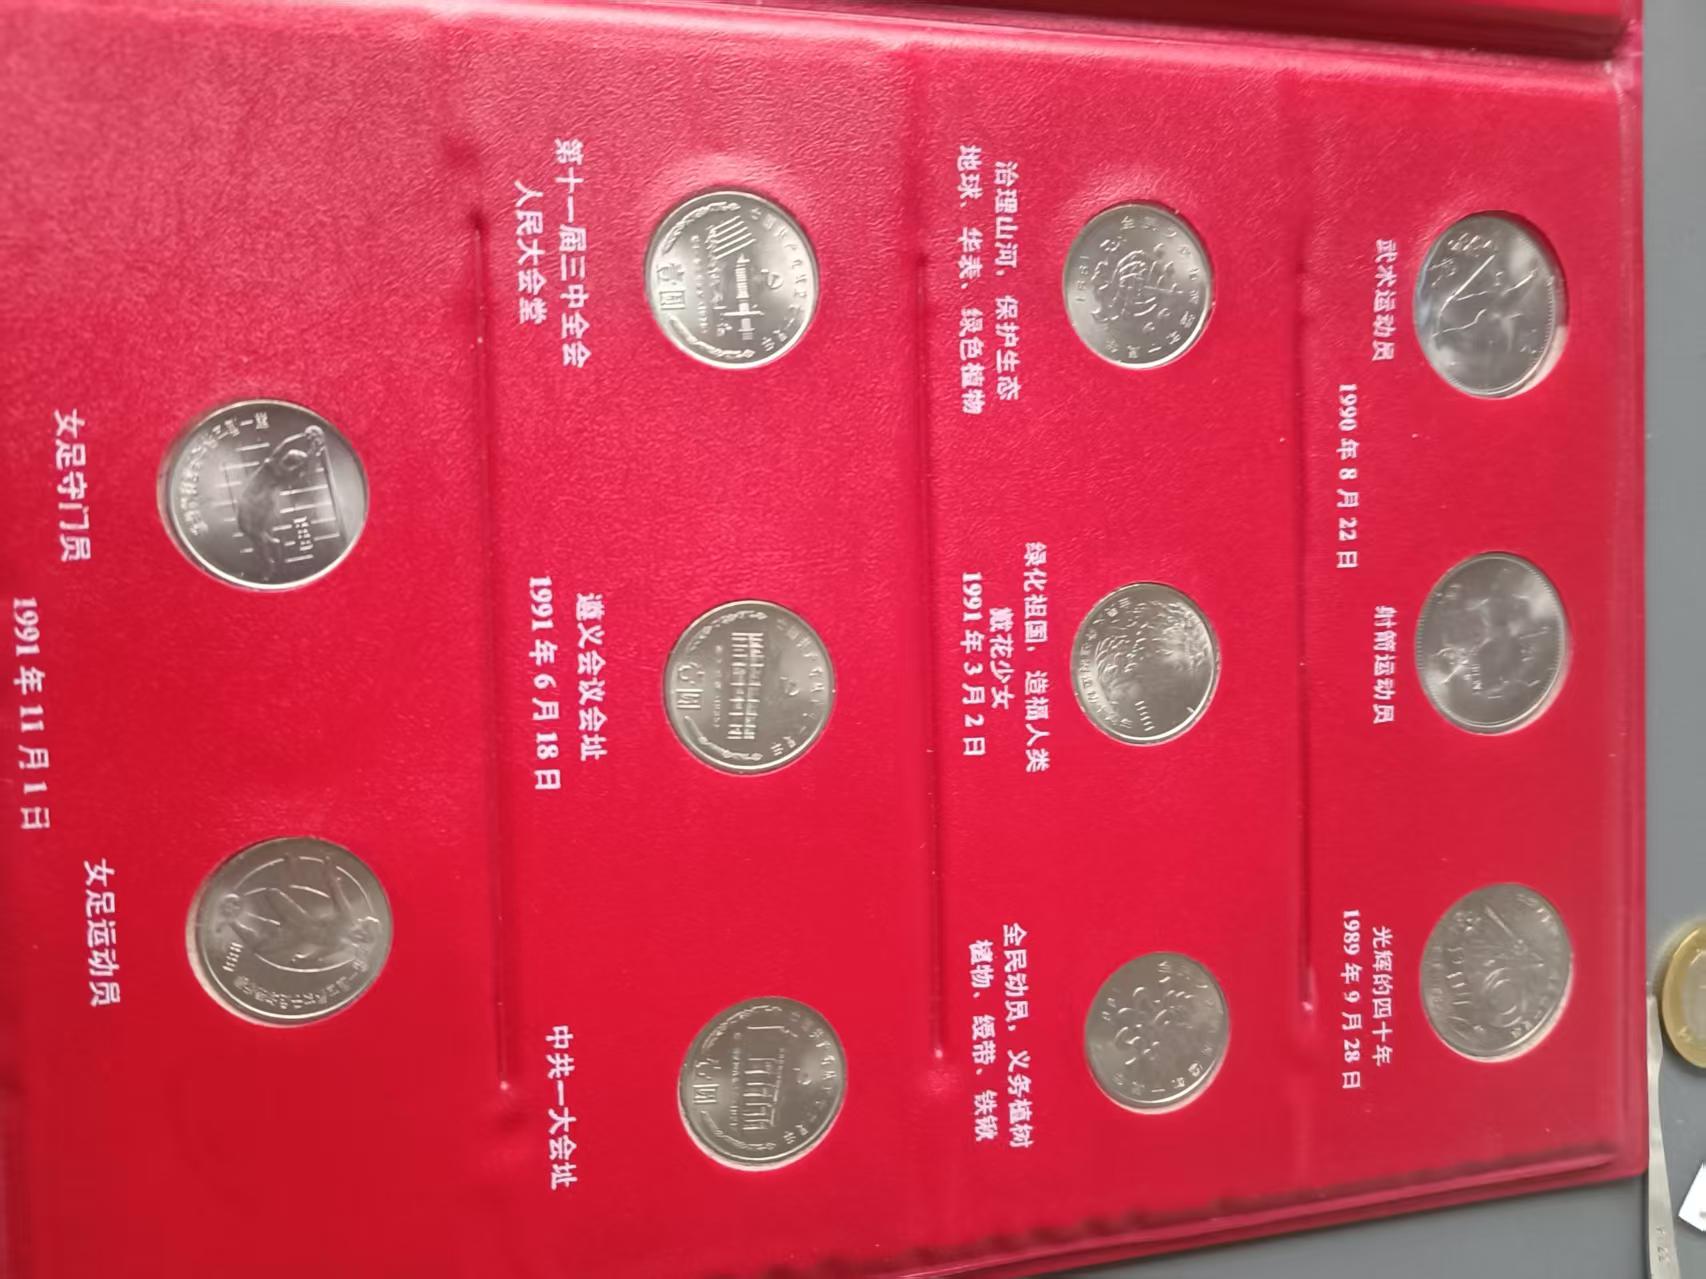 武术运动员
1990年8月22日
射箭运动员
光辉的四十年
1989年9月28日
治理山河，保护生态
地球、华表、绿色植物
绿化祖国，造福人类
戴花少女
1991年3月2日
全民动员，义务植树
植物、绶带、铁锹
第十一届三中全会
人民大会堂
遵义会议会址
1991年6月18日
中共一大会址
女足守门员
1991年11月1日
女足运动员
壹圆
壹圆
壹圆
1991